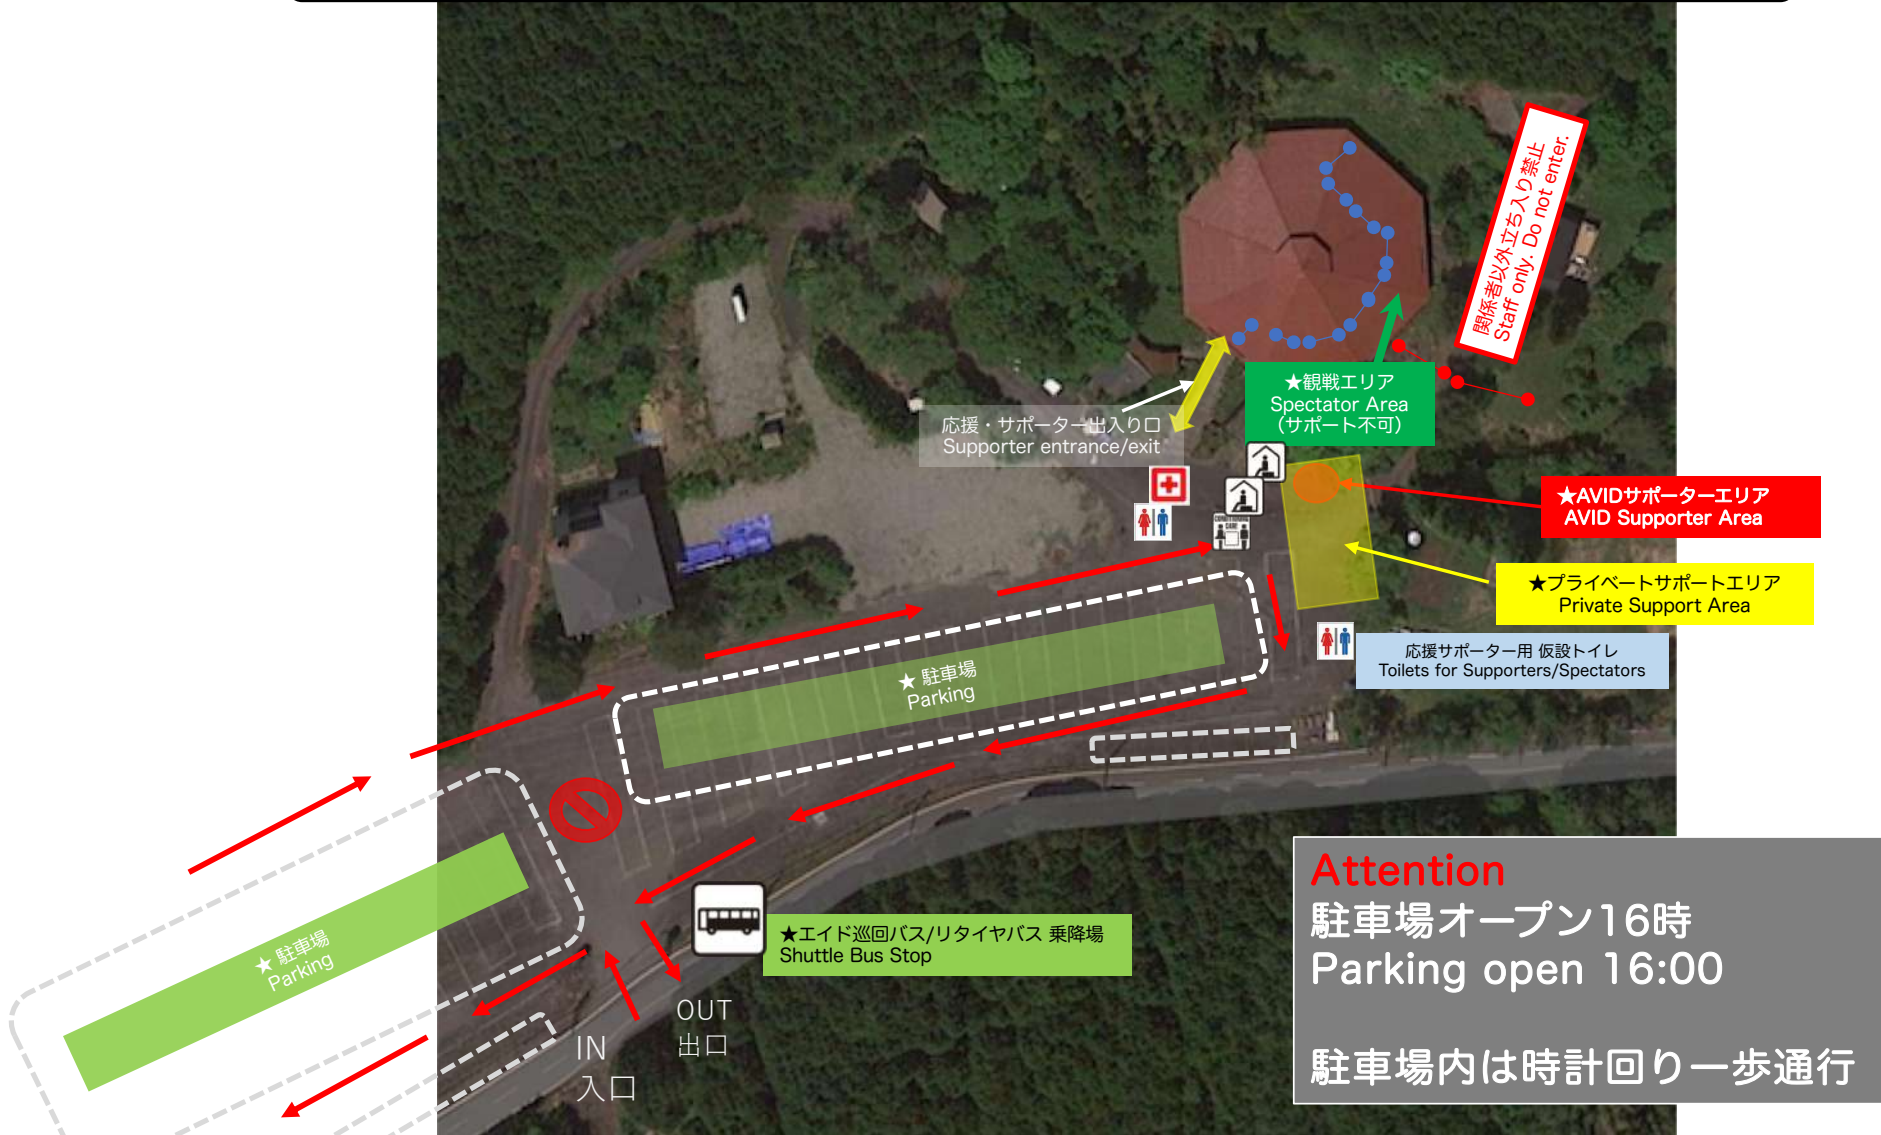 関係者以外立ち入り禁止
Staff only. Do not enter.
★観戦エリア
Spectator Area
（サポート不可）
応援・サポーター出入り口
Supporter entrance/exit
★AVIDサポーターエリア
AVID Supporter Area
★プライベートサポートエリア
Private Support Area
応援サポーター用 仮設トイレ
Toilets for Supporters/Spectators
★ 駐車場
Parking
★ 駐車場
Parking
★エイド巡回バス/リタイヤバス 乗降場
Shuttle Bus Stop
OUT
出口
IN
入口
Attention
駐車場オープン16時
Parking open 16:00
駐車場内は時計回り一歩通行